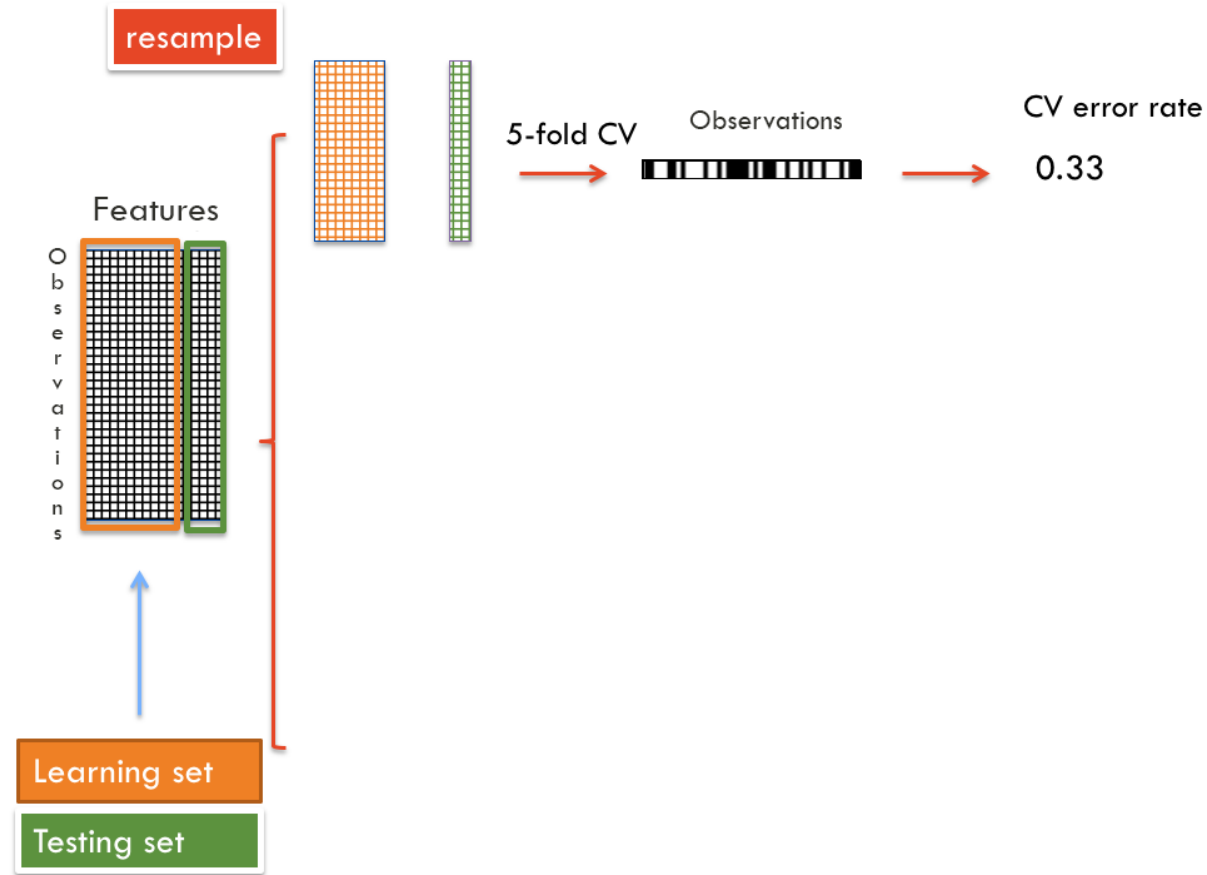 resample
5-fold CV
Observations
CV error rate
0.33
Features
Observations
Learning set
Testing set